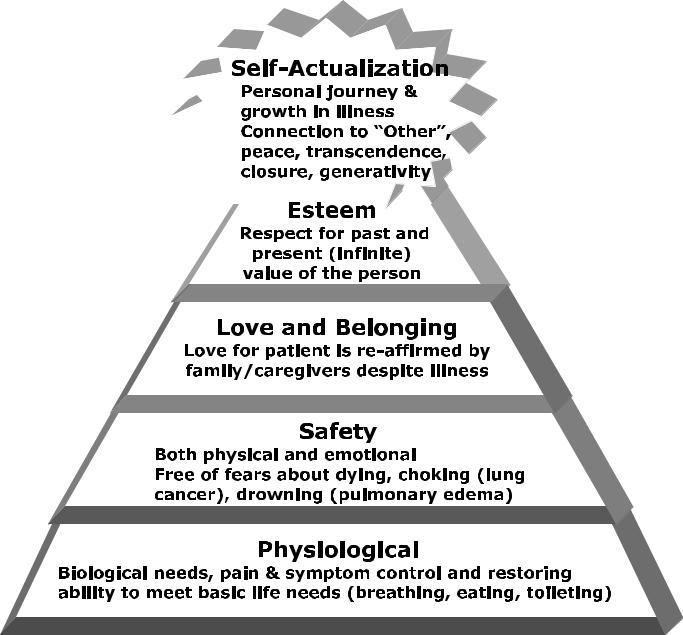 Self-Actualization
Personal journey &
growth in illness
Connection to “Other”,
peace, transcendence,
closure, generativity
Esteem
Respect for past and
present (infinite)
value of the person
Love and Belonging
Love for patient is re-affirmed by
family/caregivers despite illness
Safety
Both physical and emotional
Free of fears about dying, choking (lung
cancer), drowning (pulmonary edema)
Physiological
Biological needs, pain & symptom control and restoring
ability to meet basic life needs (breathing, eating, toileting)